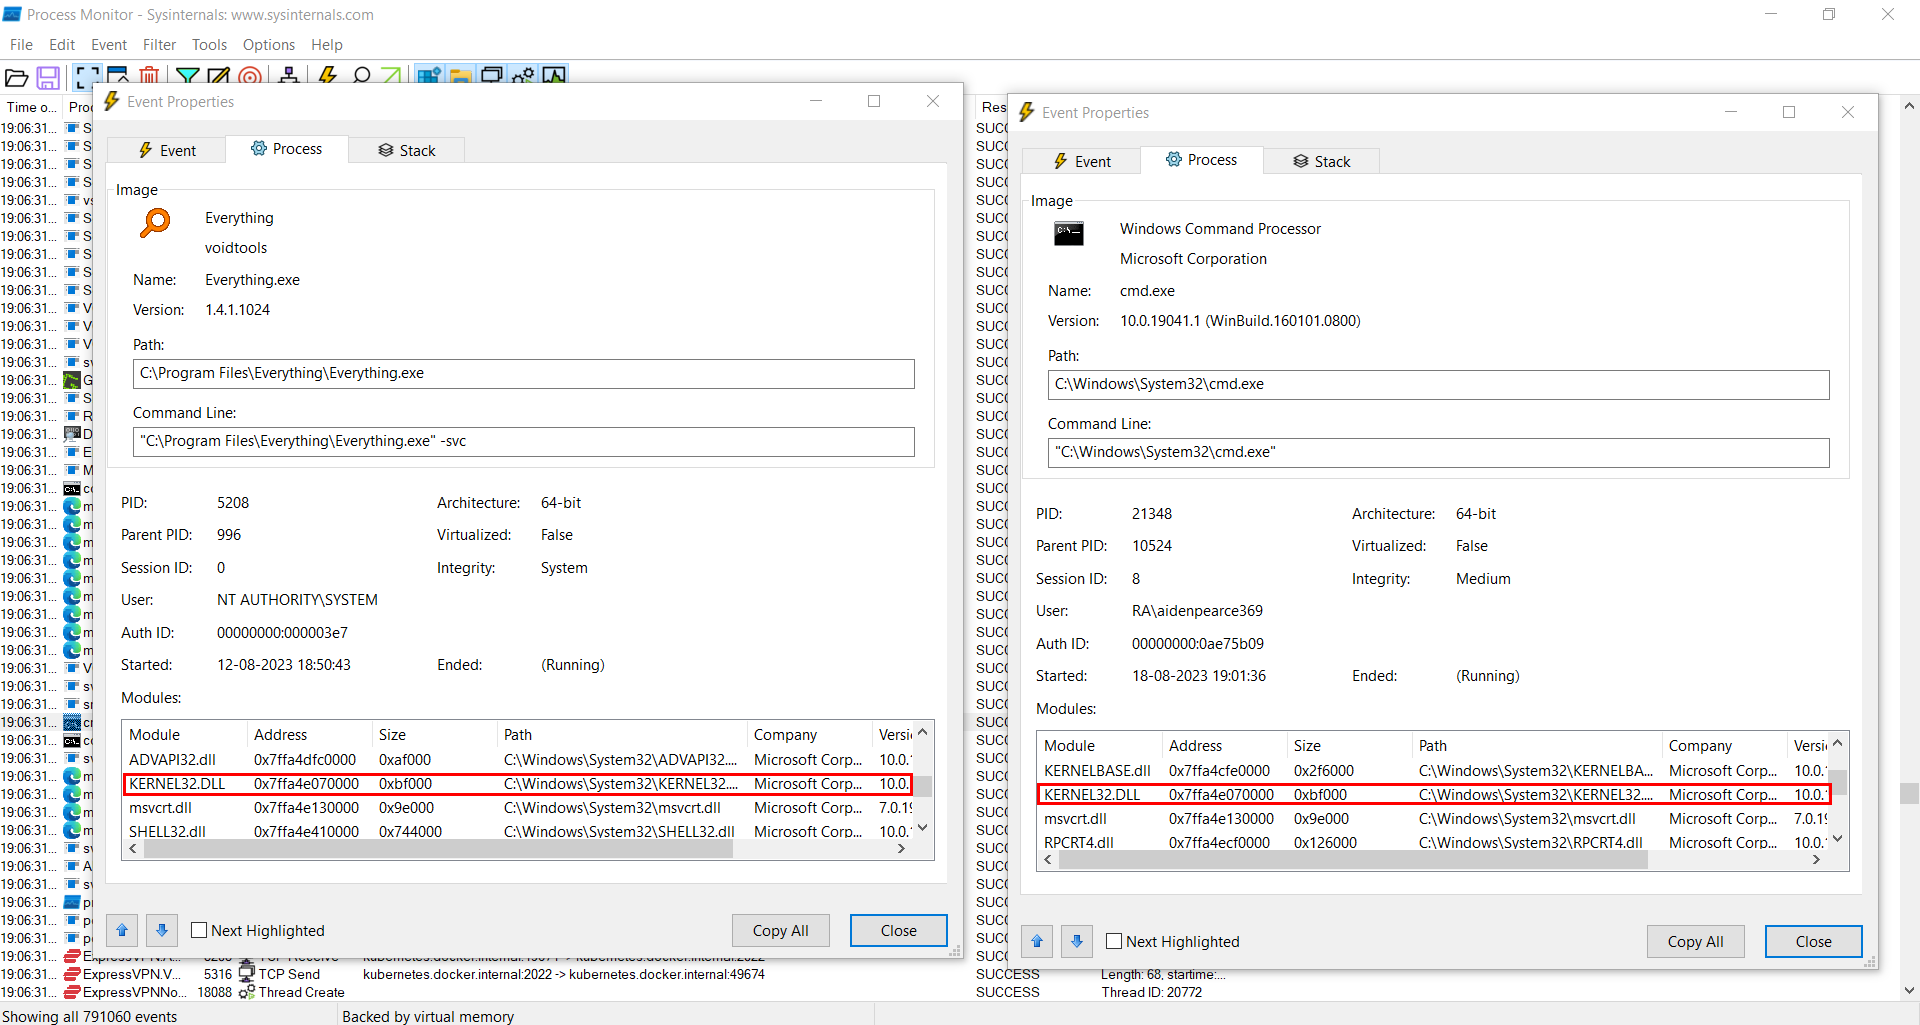 Process Monitor - Sysinternals: www.sysinternals.com
File Edit Event Filter Tools Options Help
Time o...
Event Properties
Event Process Stack
Image
Everything
voidtools
Name: Everything.exe
Version: 1.4.1.1024
Path:
C:\Program Files\Everything\Everything.exe
Command Line:
"C:\Program Files\Everything\Everything.exe" -svc
PID: 5208 Architecture: 64-bit
Parent PID: 996 Virtualized: False
Session ID: 0 Integrity: System
User: NT AUTHORITY\SYSTEM
Auth ID: 00000000:000003e7
Started: 12-08-2023 18:50:43 Ended: (Running)
Modules:
Module Address Size Path Company
ADVAPI32.dll 0x7ffa4dfc0000 0xaf000 C:\Windows\System32\ADVAPI32.... Microsoft Corp... 10.0.
KERNEL32.DLL 0x7ffa4e070000 0xbf000 C:\Windows\System32\KERNEL32.... Microsoft Corp... 10.0.
msvcrt.dll 0x7ffa4e130000 0x9e000 C:\Windows\System32\msvcrt.dll Microsoft Corp... 7.0.19
SHELL32.dll 0x7ffa4e410000 0x744000 C:\Windows\System32\SHELL32.dll Microsoft Corp... 10.0.
Next Highlighted Copy All Close
Event Properties
Event Process Stack
Image
Windows Command Processor
Microsoft Corporation
Name: cmd.exe
Version: 10.0.19041.1 (WinBuild.160101.0800)
Path:
C:\Windows\System32\cmd.exe
Command Line:
"C:\Windows\System32\cmd.exe"
PID: 21348 Architecture: 64-bit
Parent PID: 10524 Virtualized: False
Session ID: 8 Integrity: Medium
User: RA\aidenpearce369
Auth ID: 00000000:0ae75b09
Started: 18-08-2023 19:01:36 Ended: (Running)
Modules:
Module Address Size Path Company
KERNELBASE.dll 0x7ffa4cfe0000 0x2f6000 C:\Windows\System32\KERNELBA... Microsoft Corp... 10.0.
KERNEL32.DLL 0x7ffa4e070000 0xbf000 C:\Windows\System32\KERNEL32.... Microsoft Corp... 10.0.
msvcrt.dll 0x7ffa4e130000 0x9e000 C:\Windows\System32\msvcrt.dll Microsoft Corp... 7.0.19
RPCRT4.dll 0x7ffa4ecf0000 0x126000 C:\Windows\System32\RPCRT4.dll Microsoft Corp... 10.0.
Next Highlighted Copy All Close
19:06:31... ExpressVPN.V... 5316 TCP Send kubernetes.docker.internal:2022 -> kubernetes.docker.internal:49674 SUCCESS Length: 68, startime:...
19:06:31... ExpressVPNNo... 18088 Thread Create SUCCESS Thread ID: 20772
Showing all 791060 events Backed by virtual memory